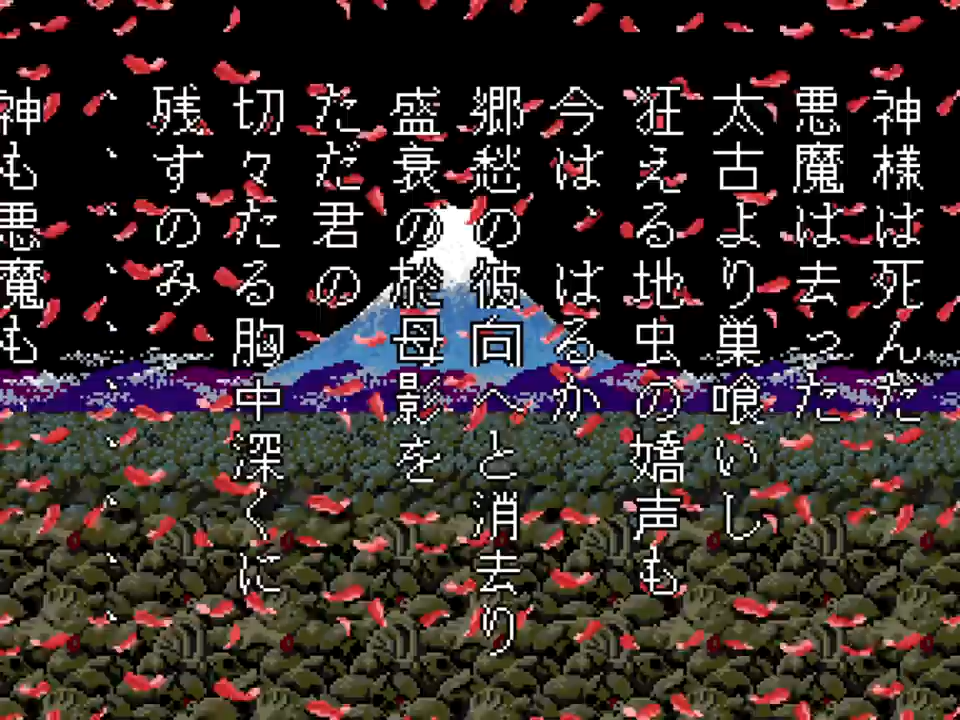 神様は死んだ
悪魔は去った
太古より巣喰いし
狂える地虫の嬌声も
今は、はるか
郷愁の彼方へと消え去り
盛衰の於母影を
ただ君の
切々たる胸中深くに
残すのみ
、、、、、、、、、、
神も悪魔も